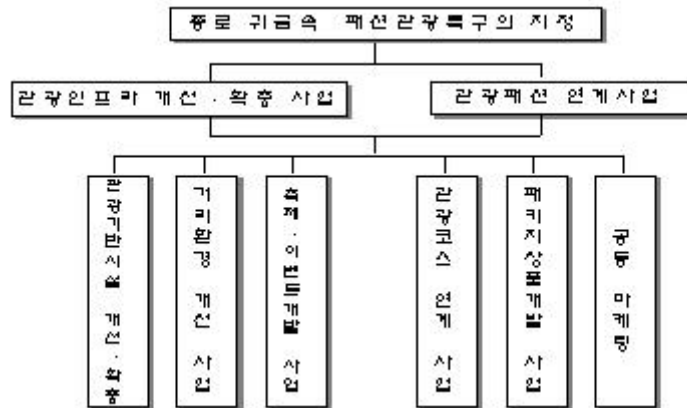 종로 귀금속 패션관광특구의 지정
관광인프라 개선·확충 사업
관광패션 연계사업
관광기반시설 개선·확충
거리환경 개선 사업
축제·이벤트개발 사업
관광코스 연계 사업
패키지상품개발 사업
공동 마케팅